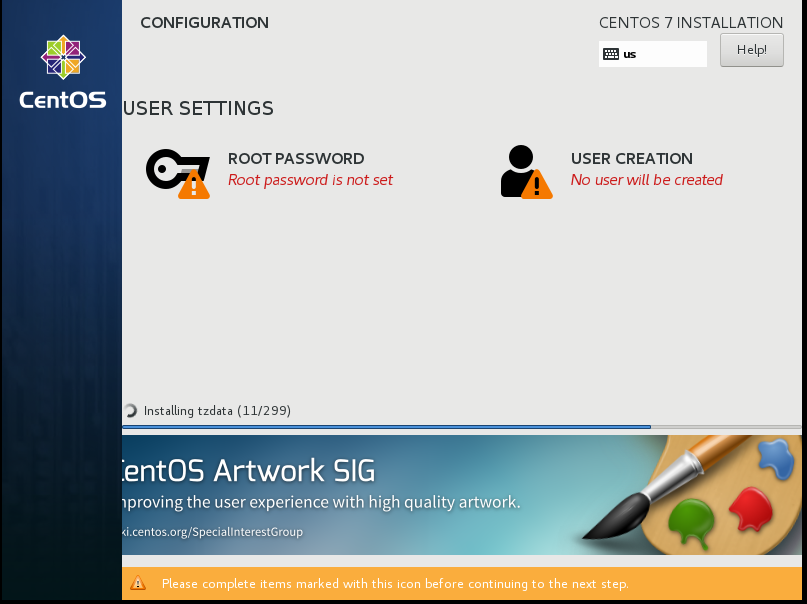 CONFIGURATION
CENTOS 7 INSTALLATION
us
Help!
CentOS
USER SETTINGS
ROOT PASSWORD
Root password is not set
USER CREATION
No user will be created
Installing tzdata (11/299)
CentOS Artwork SIG
mproving the user experience with high quality artwork.
ki.centos.org/SpecialInterestGroup
Please complete items marked with this icon before continuing to the next step.